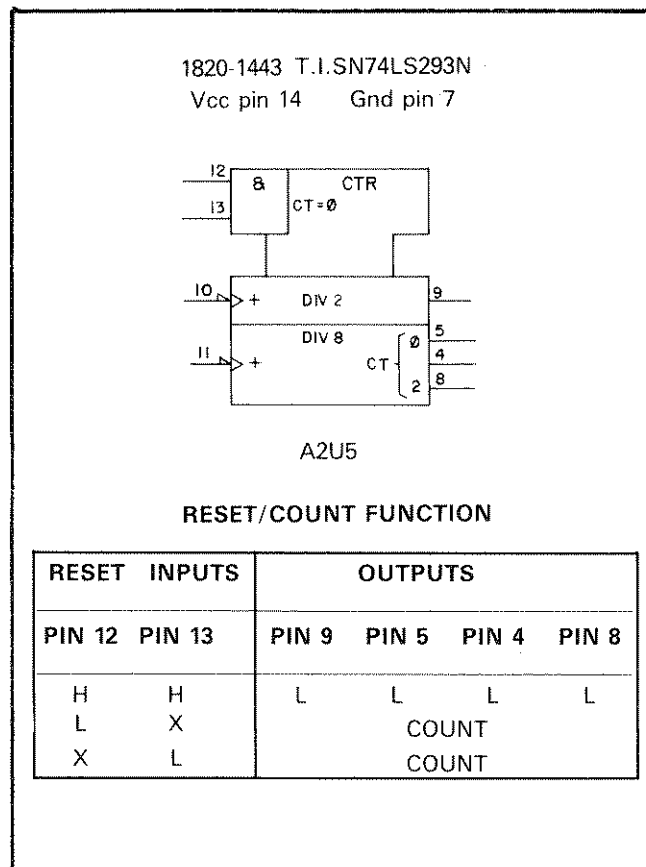 1820-1443 T.I.SN74LS293N
Vcc pin 14 Gnd pin 7
12
& CTR
13 CT=Ø
10 + DIV 2 9
DIV 8 5
Ø
11 + CT 4
2 8
A2U5
RESET/COUNT FUNCTION
RESET INPUTS OUTPUTS
PIN 12 PIN 13 PIN 9 PIN 5 PIN 4 PIN 8
H H L L L L
L X COUNT
X L COUNT